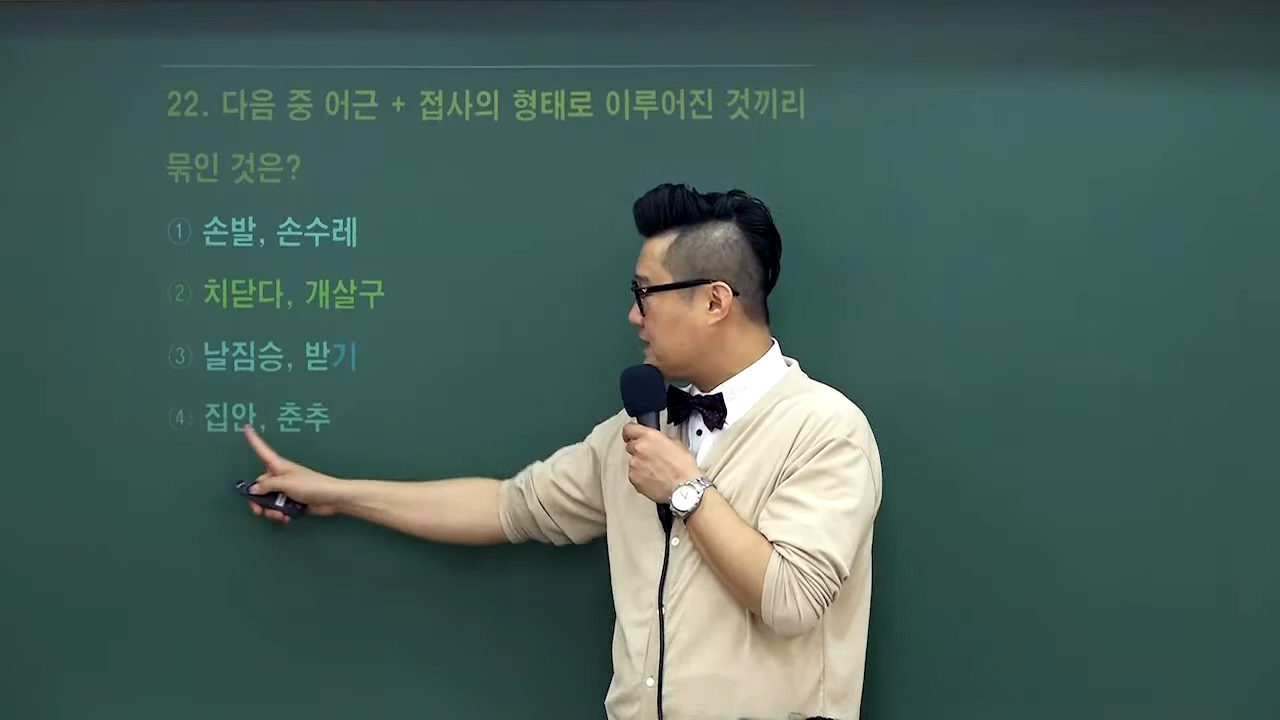 22. 다음 중 어근 + 접사의 형태로 이루어진 것끼리
묶인 것은?
① 손발, 손수레
② 치닫다, 개살구
③ 날짐승, 받기
④ 집안, 춘추